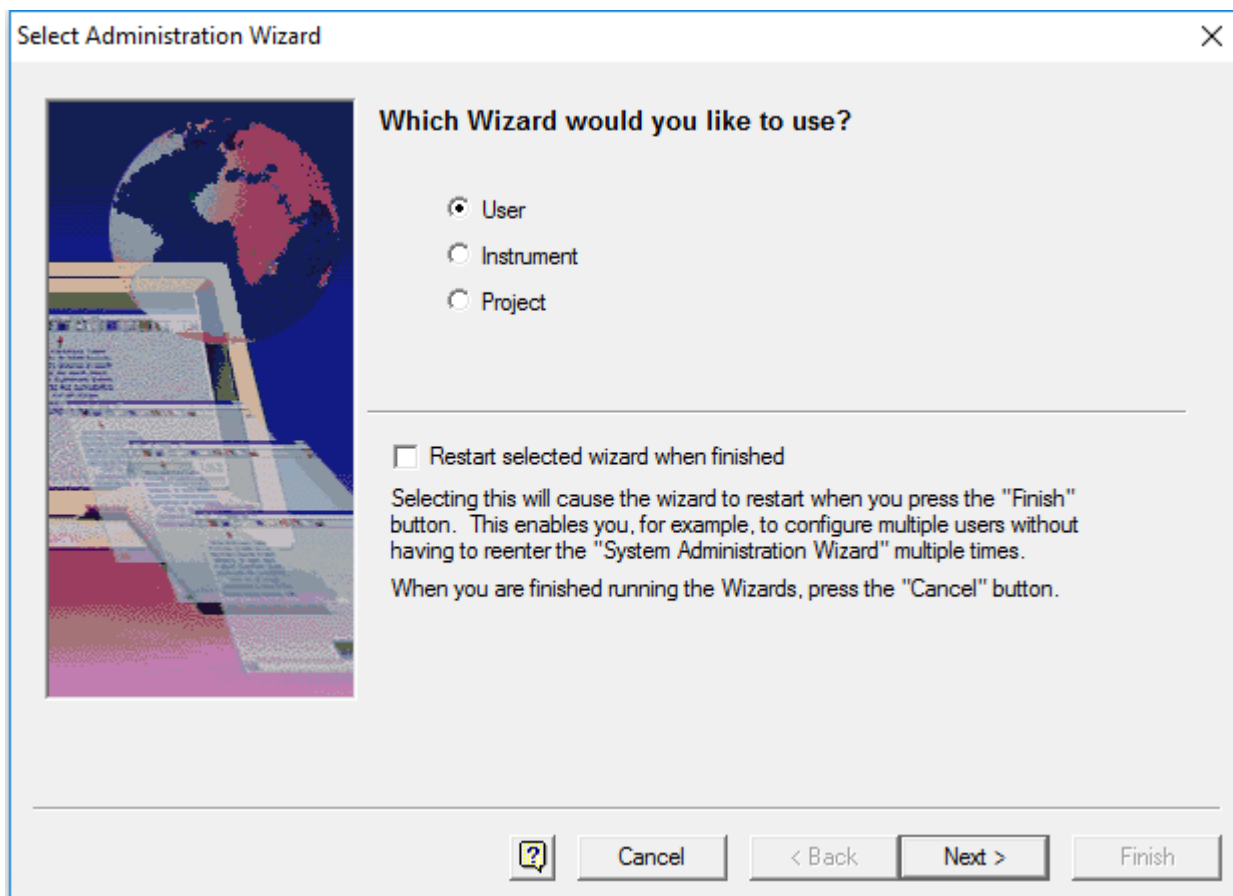 Select Administration Wizard
Which Wizard would you like to use?
User
Instrument
Project
Restart selected wizard when finished
Selecting this will cause the wizard to restart when you press the "Finish"
button.  This enables you, for example, to configure multiple users without
having to reenter the "System Administration Wizard" multiple times.
When you are finished running the Wizards, press the "Cancel" button.
?
Cancel
< Back
Next >
Finish